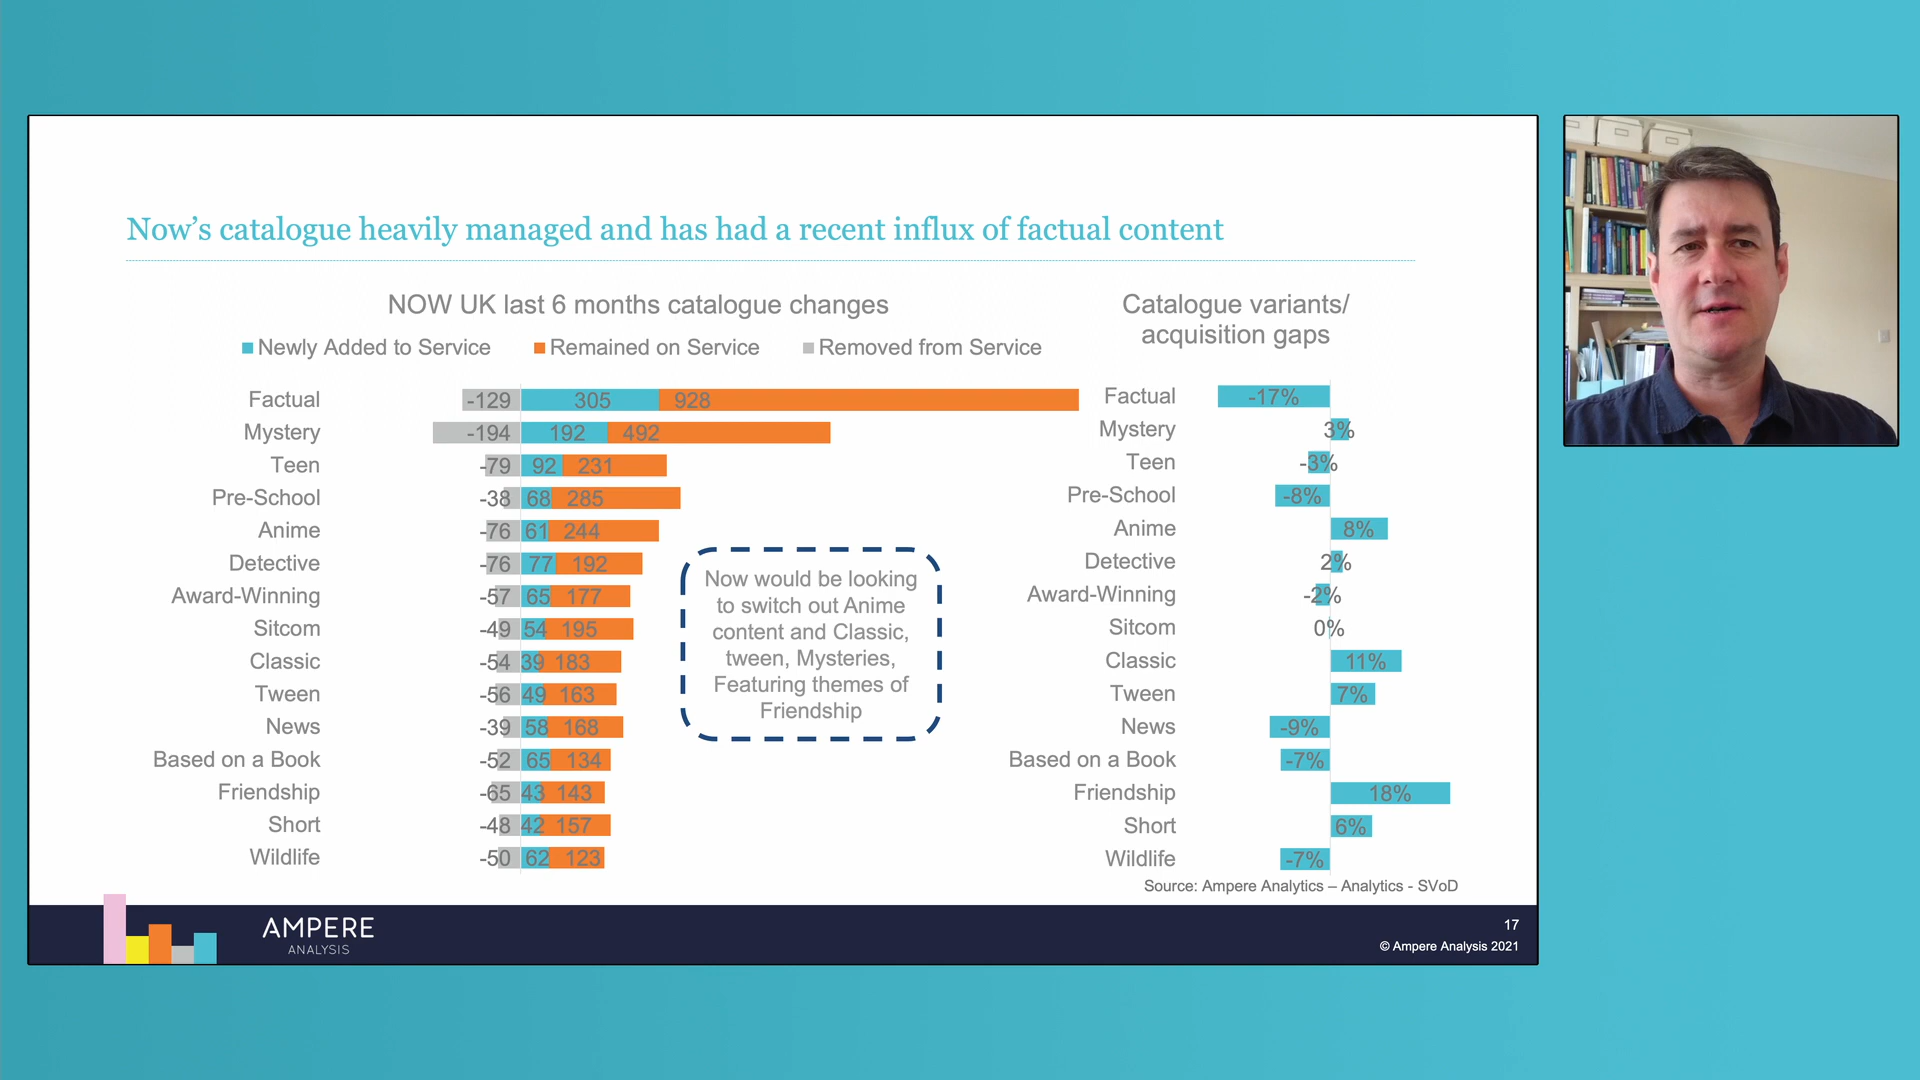 Now’s catalogue heavily managed and has had a recent influx of factual content
NOW UK last 6 months catalogue changes
Newly Added to Service
Remained on Service
Removed from Service
Factual -129 305 928
Mystery -194 192 492
Teen -79 92 231
Pre-School -38 68 285
Anime -76 61 244
Detective -76 77 192
Award-Winning -57 65 177
Sitcom -49 54 195
Classic -54 39 183
Tween -56 49 163
News -39 58 168
Based on a Book -52 65 134
Friendship -65 43 143
Short -48 42 157
Wildlife -50 62 123
Now would be looking
to switch out Anime
content and Classic,
tween, Mysteries,
Featuring themes of
Friendship
Catalogue variants/
acquisition gaps
Factual -17%
Mystery 3%
Teen -3%
Pre-School -8%
Anime 8%
Detective 2%
Award-Winning -2%
Sitcom 0%
Classic 11%
Tween 7%
News -9%
Based on a Book -7%
Friendship 18%
Short 6%
Wildlife -7%
Source: Ampere Analytics – Analytics - SVoD
AMPERE
ANALYSIS
17
© Ampere Analysis 2021